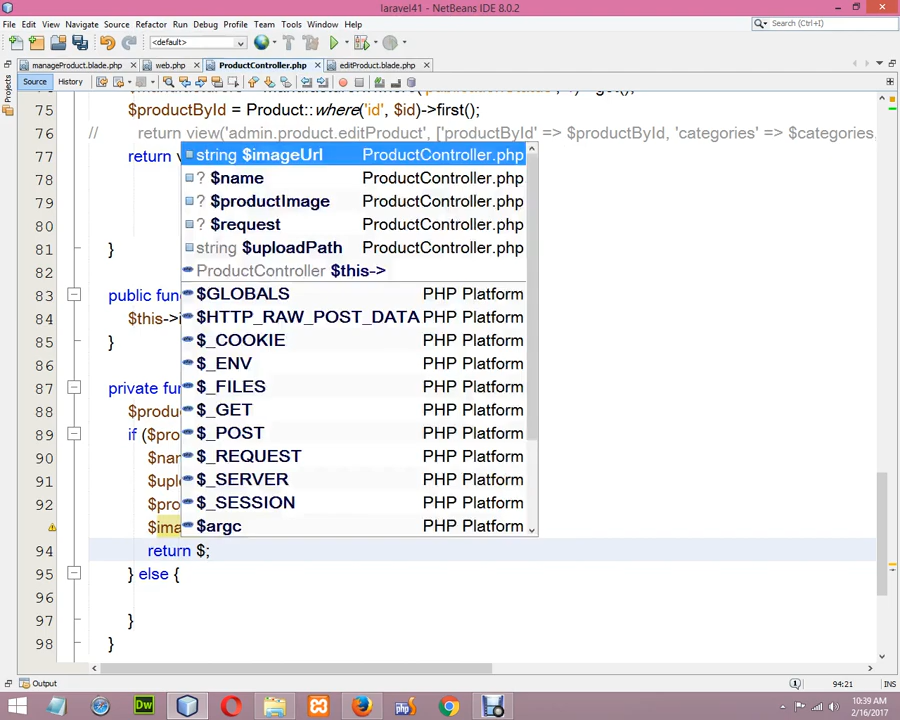 laravel41 - NetBeans IDE 8.0.2
File Edit View Navigate Source Refactor Run Debug Profile Team Tools Window Help
Search (Ctrl+I)
<default>
manageProduct.blade.php
web.php
ProductController.php
editProduct.blade.php
Source History
Projects
75 $productById = Product::where('id', $id)->first();
76 // return view('admin.product.editProduct', ['productById' => $productById, 'categories' => $categories,
77 return
78
79
80
81 }
82
83 public fun
84 $this->i
85 }
86
87 private fun
88 $produ
89 if ($pro
90 $nam
91 $uplo
92 $pro
$ima
94 return $;
95 } else {
96
97 }
98 }
string $imageUrl ProductController.php
? $name ProductController.php
? $productImage ProductController.php
? $request ProductController.php
string $uploadPath ProductController.php
ProductController $this->
$GLOBALS PHP Platform
$HTTP_RAW_POST_DATA PHP Platform
$_COOKIE PHP Platform
$_ENV PHP Platform
$_FILES PHP Platform
$_GET PHP Platform
$_POST PHP Platform
$_REQUEST PHP Platform
$_SERVER PHP Platform
$_SESSION PHP Platform
$argc PHP Platform
Output
94:21 INS
Dw
php
10:39 AM
2/16/2017